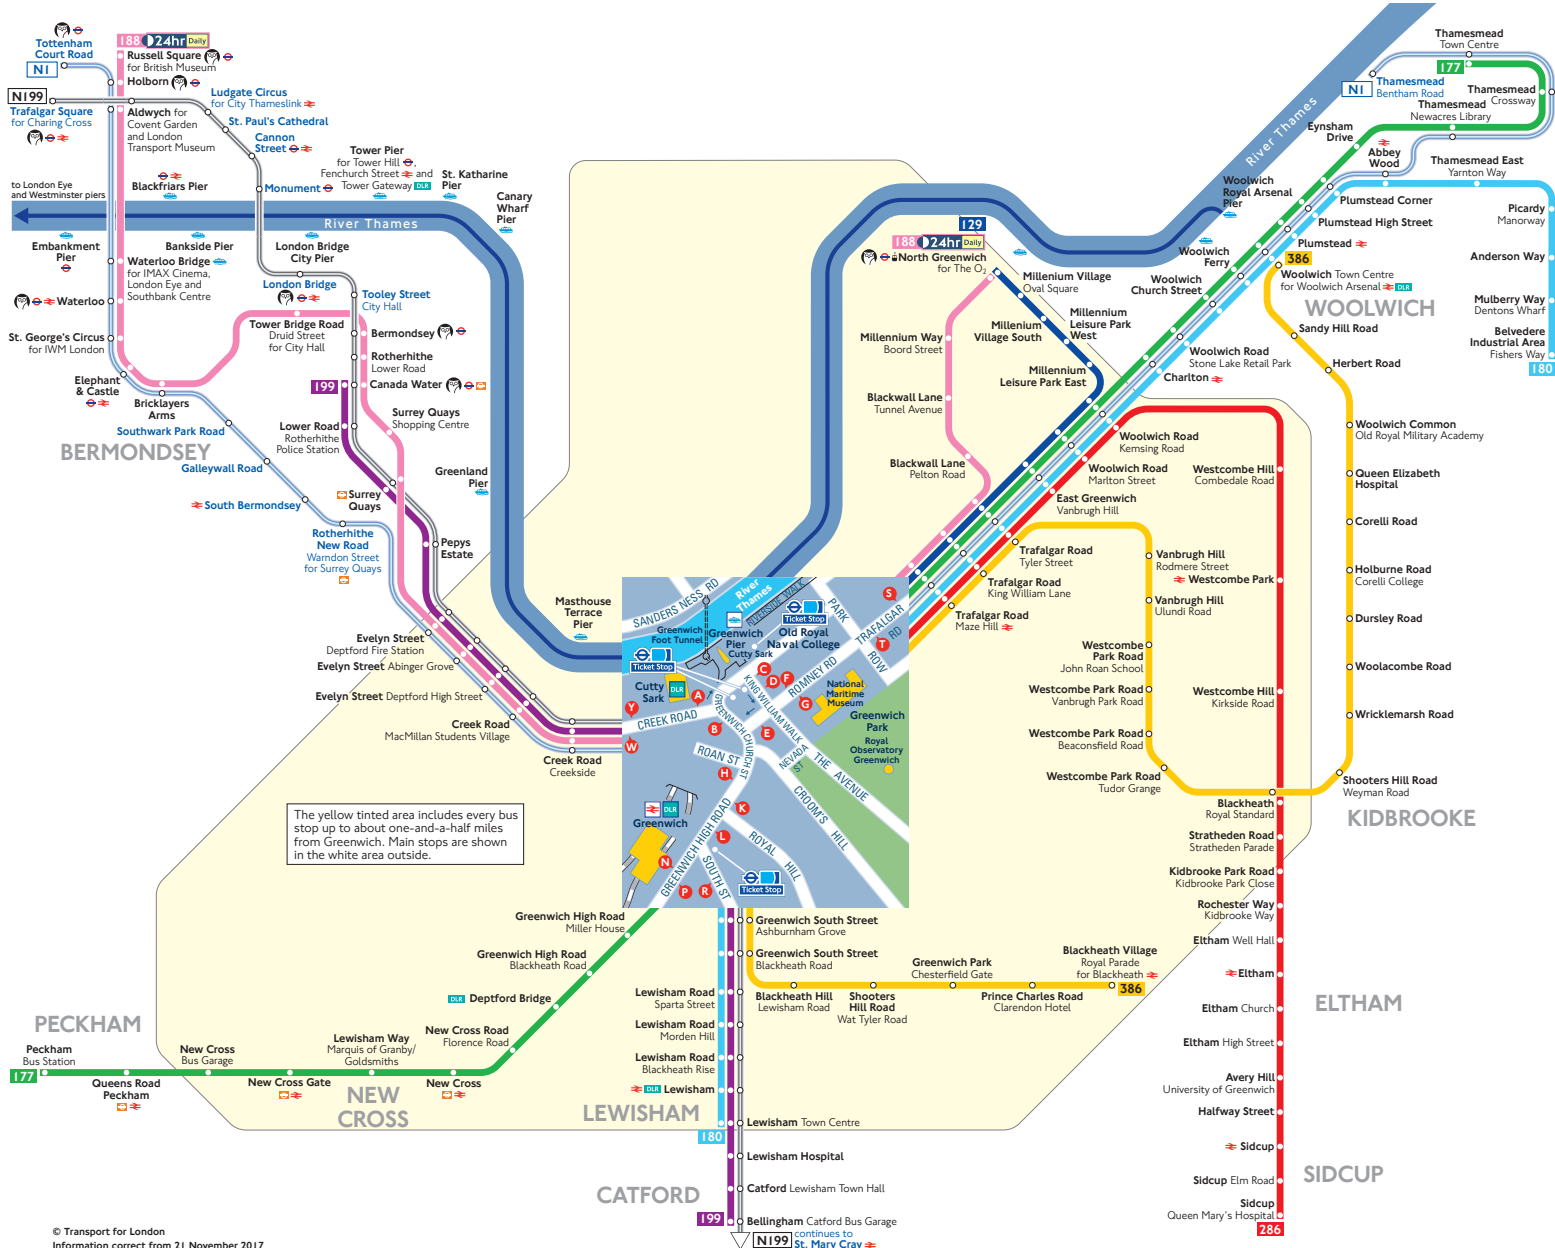 Tottenham
Court Road
N1
N199
Trafalgar Square
for Charing Cross
188 24hr Daily
Russell Square
for British Museum
Holborn
Aldwych for
Covent Garden
and London
Transport Museum
Ludgate Circus
for City Thameslink
St. Paul's Cathedral
Cannon
Street
Monument
Blackfriars Pier
to London Eye
and Westminster piers
Tower Pier
for Tower Hill,
Fenchurch Street and
Tower Gateway DLR
St. Katharine
Pier
Canary
Wharf
Pier
River Thames
Embankment
Pier
Bankside Pier
London Bridge
City Pier
Waterloo Bridge
for IMAX Cinema,
London Eye and
Southbank Centre
London Bridge
Waterloo
Tooley Street
City Hall
St. George's Circus
for IWM London
Tower Bridge Road
Druid Street
for City Hall
Bermondsey
Rotherhithe
Lower Road
199
Canada Water
Elephant
& Castle
Bricklayers
Arms
Surrey Quays
Shopping Centre
Southwark Park Road
BERMONDSEY
Lower Road
Rotherhithe
Police Station
Galleywall Road
Greenland
Pier
South Bermondsey
Surrey
Quays
Rotherhithe
New Road
Warndon Street
for Surrey Quays
Pepys
Estate
Masthouse
Terrace
Pier
Evelyn Street
Deptford Fire Station
Evelyn Street Abinger Grove
Evelyn Street Deptford High Street
Creek Road
MacMillan Students Village
Creek Road
Creekside
The yellow tinted area includes every bus
stop up to about one-and-a-half miles
from Greenwich. Main stops are shown
in the white area outside.
129
188 24hr Daily
North Greenwich
for The O2
Millenium Village
Oval Square
Millenium
Village South
Millennium
Leisure Park
West
Millennium
Leisure Park East
Millennium Way
Boord Street
Blackwall Lane
Tunnel Avenue
Blackwall Lane
Pelton Road
River Thames
Woolwich
Royal Arsenal
Pier
Woolwich
Ferry
Woolwich
Church Street
Thamesmead
Town Centre
177
N1
Thamesmead
Bentham Road
Thamesmead
Crossway
Thamesmead
Newacres Library
Eynsham
Drive
Abbey
Wood
Thamesmead East
Yarnton Way
Plumstead Corner
Plumstead High Street
Plumstead
Picardy
Manorway
Anderson Way
Mulberry Way
Dentons Wharf
Belvedere
Industrial Area
Fishers Way
180
386
Woolwich Town Centre
for Woolwich Arsenal DLR
WOOLWICH
Sandy Hill Road
Herbert Road
Woolwich Road
Stone Lake Retail Park
Charlton
Woolwich Road
Kemsing Road
Woolwich Road
Marlton Street
East Greenwich
Vanbrugh Hill
Trafalgar Road
Tyler Street
Trafalgar Road
King William Lane
Trafalgar Road
Maze Hill
Woolwich Common
Old Royal Military Academy
Queen Elizabeth
Hospital
Corelli Road
Holburne Road
Corelli College
Dursley Road
Woolacombe Road
Wricklemarsh Road
Shooters Hill Road
Weyman Road
KIDBROOKE
Westcombe Hill
Combedale Road
Vanbrugh Hill
Rodmere Street
Westcombe Park
Vanbrugh Hill
Ulundi Road
Westcombe
Park Road
John Roan School
Westcombe Park Road
Vanbrugh Park Road
Westcombe Hill
Kirkside Road
Westcombe Park Road
Beaconsfield Road
Westcombe Park Road
Tudor Grange
Blackheath
Royal Standard
Stratheden Road
Stratheden Parade
Kidbrooke Park Road
Kidbrooke Park Close
Rochester Way
Kidbrooke Way
Eltham Well Hall
Eltham
Eltham Church
ELTHAM
Eltham High Street
Avery Hill
University of Greenwich
Halfway Street
Sidcup
SIDCUP
Sidcup Elm Road
Sidcup
Queen Mary's Hospital
286
SANDERS NESS RD
River
Thames
RIVERSIDE WALK
Greenwich
Foot Tunnel
Greenwich
Pier
Cutty Sark
Ticket Stop
Old Royal
Naval College
PARK
ROW
TRAFALGAR
RD
S
T
Ticket Stop
Cutty
Sark
DLR
A
C
D
F
G
ROMNEY RD
KING WILLIAM WALK
National
Maritime
Museum
Y
CREEK ROAD
W
B
E
GREENWICH CHURCH ST
Greenwich
Park
Royal
Observatory
Greenwich
ROAN ST
NEVADA
ST
THE AVENUE
H
K
L
CROOM'S
HILL
DLR
Greenwich
GREENWICH HIGH ROAD
ROYAL
HILL
N
P
R
SOUTH ST
Ticket Stop
Greenwich High Road
Miller House
Greenwich High Road
Blackheath Road
DLR Deptford Bridge
New Cross Road
Florence Road
PECKHAM
Peckham
Bus Station
177
Queens Road
Peckham
New Cross
Bus Garage
New Cross Gate
Lewisham Way
Marquis of Granby/
Goldsmiths
New Cross
NEW
CROSS
Greenwich South Street
Ashburnham Grove
Greenwich South Street
Blackheath Road
Blackheath Hill
Lewisham Road
Shooters
Hill Road
Wat Tyler Road
Greenwich Park
Chesterfield Gate
Prince Charles Road
Clarendon Hotel
Blackheath Village
Royal Parade
for Blackheath
386
Lewisham Road
Sparta Street
Lewisham Road
Morden Hill
Lewisham Road
Blackheath Rise
DLR Lewisham
LEWISHAM
Lewisham Town Centre
180
Lewisham Hospital
CATFORD
Catford Lewisham Town Hall
199
Bellingham Catford Bus Garage
N199
continues to
St. Mary Cray
© Transport for London
Information correct from 21 November 2017